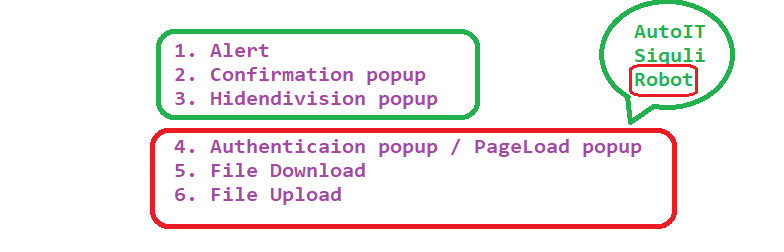 1. Alert
2. Confirmation popup
3. Hidendivision popup
AutoIT
Siquli
Robot
4. Authenticaion popup / PageLoad popup
5. File Download
6. File Upload